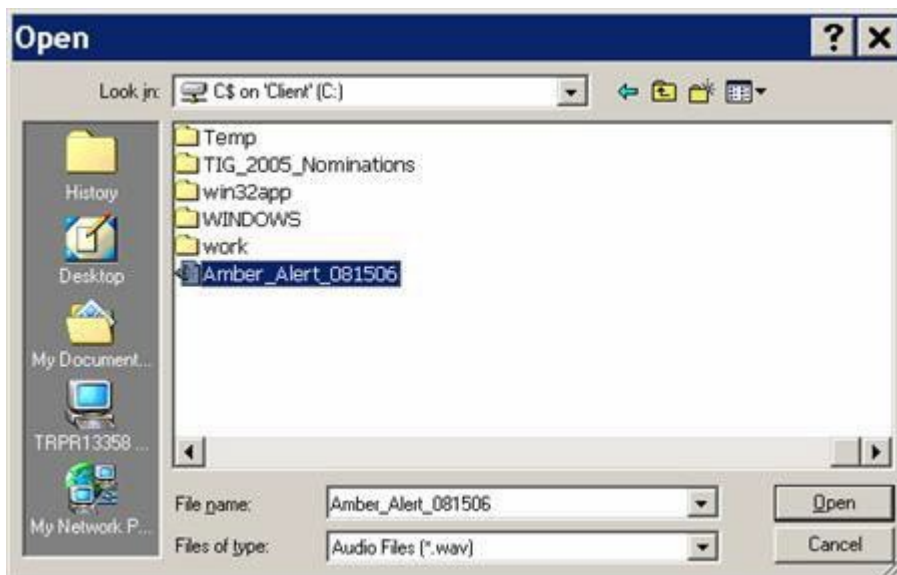 Open
Look in: C$ on 'Client' (C:)
History
Desktop
My Document...
TRPR13358 ...
My Network P...
Temp
TIG_2005_Nominations
win32app
WINDOWS
work
Amber_Alert_081506
File name: Amber_Alert_081506 Open
Files of type: Audio Files (*.wav) Cancel